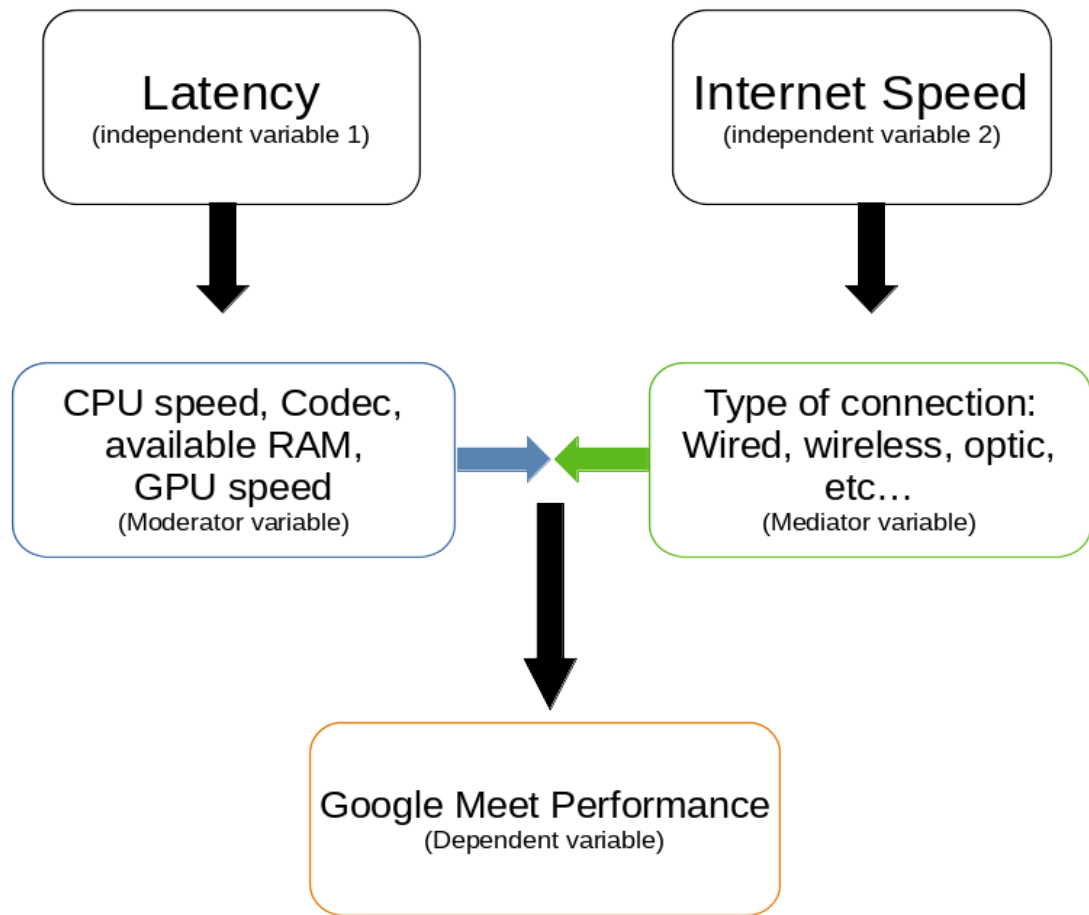 Latency
(independent variable 1)
Internet Speed
(independent variable 2)
CPU speed, Codec,
available RAM,
GPU speed
(Moderator variable)
Type of connection:
Wired, wireless, optic,
etc…
(Mediator variable)
Google Meet Performance
(Dependent variable)